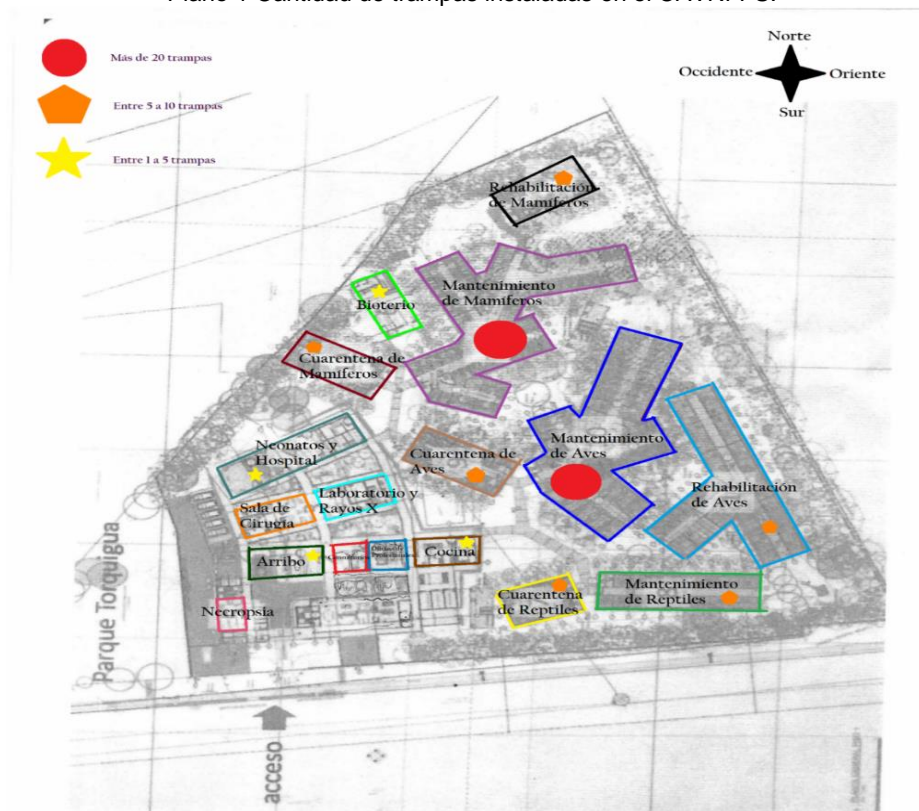 Plano 4 Cantidad de trampas instaladas en el
Norte
Occidente
Oriente
Sur
Más de 20 trampas
Entre 5 a 10 trampas
Entre 1 a 5 trampas
Rehabilitación
de Mamíferos
Mantenimiento
de Mamíferos
Bioterio
Cuarentena de
Mamíferos
Neonatos y
Hospital
Cuarentena de
Aves
Mantenimiento
de Aves
Rehabilitación
de Aves
Sala de
Cirugía
Laboratorio y
Rayos X
Arribo
Cocina
Necropsia
Cuarentena
de Reptiles
Mantenimiento
de Reptiles
Parque Torquigua
acceso